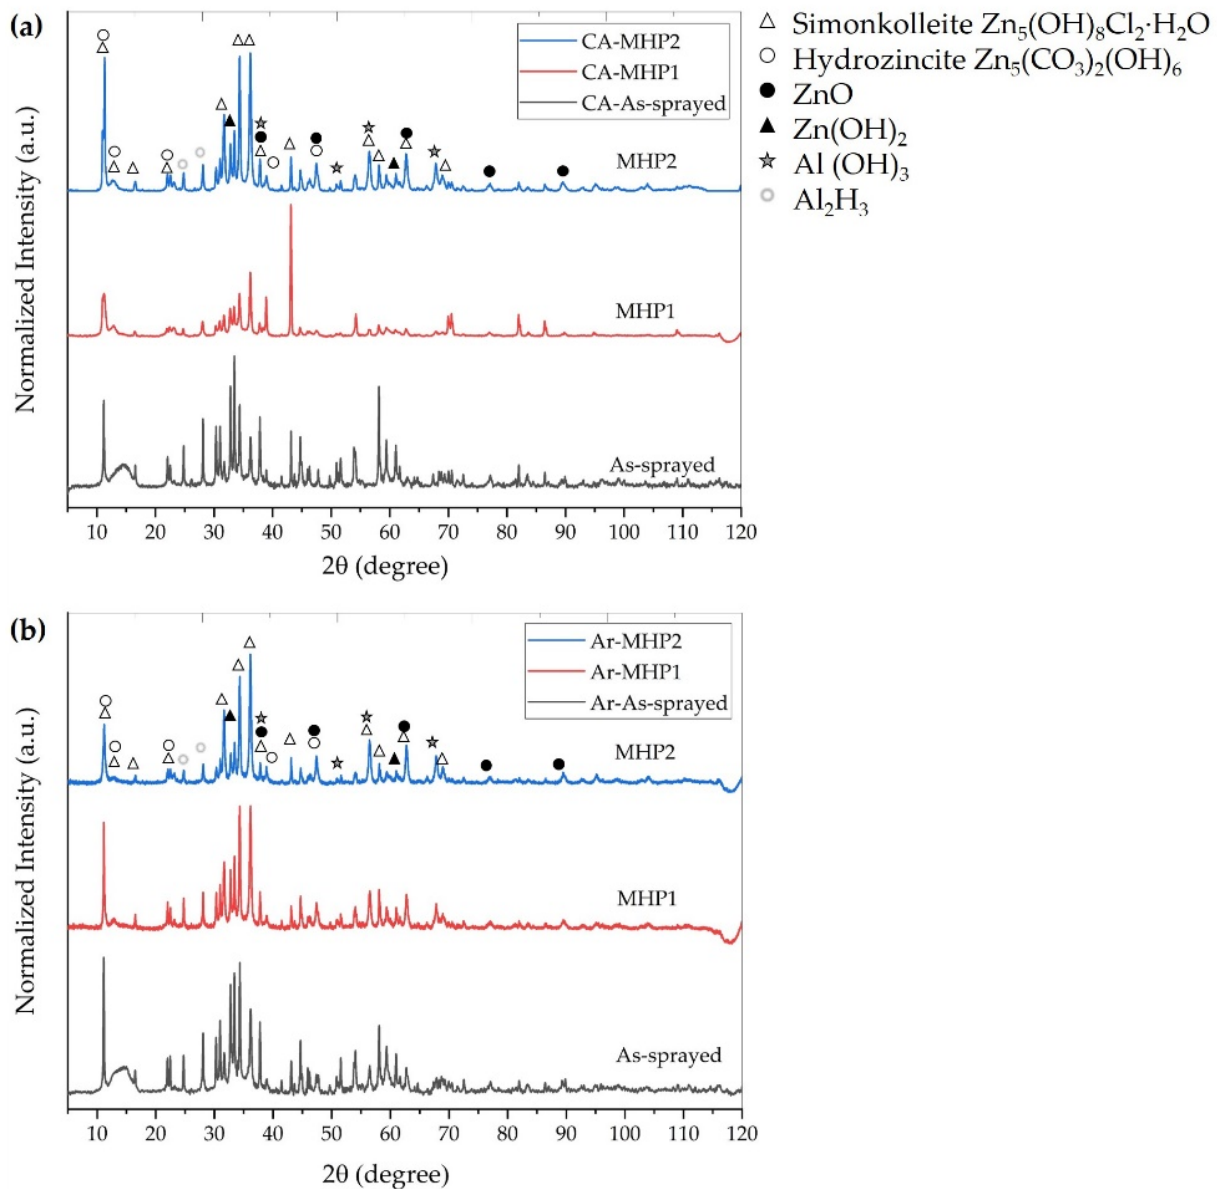 (a)
CA-MHP2
CA-MHP1
CA-As-sprayed
MHP2
MHP1
As-sprayed
Normalized Intensity (a.u.)
10 20 30 40 50 60 70 80 90 100 110 120
2θ (degree)
Simonkolleite Zn₅(OH)₈Cl₂·H₂O
Hydrozincite Zn₅(CO₃)₂(OH)₆
ZnO
Zn(OH)₂
Al (OH)₃
Al₂H₃
(b)
Ar-MHP2
Ar-MHP1
Ar-As-sprayed
MHP2
MHP1
As-sprayed
Normalized Intensity (a.u.)
10 20 30 40 50 60 70 80 90 100 110 120
2θ (degree)